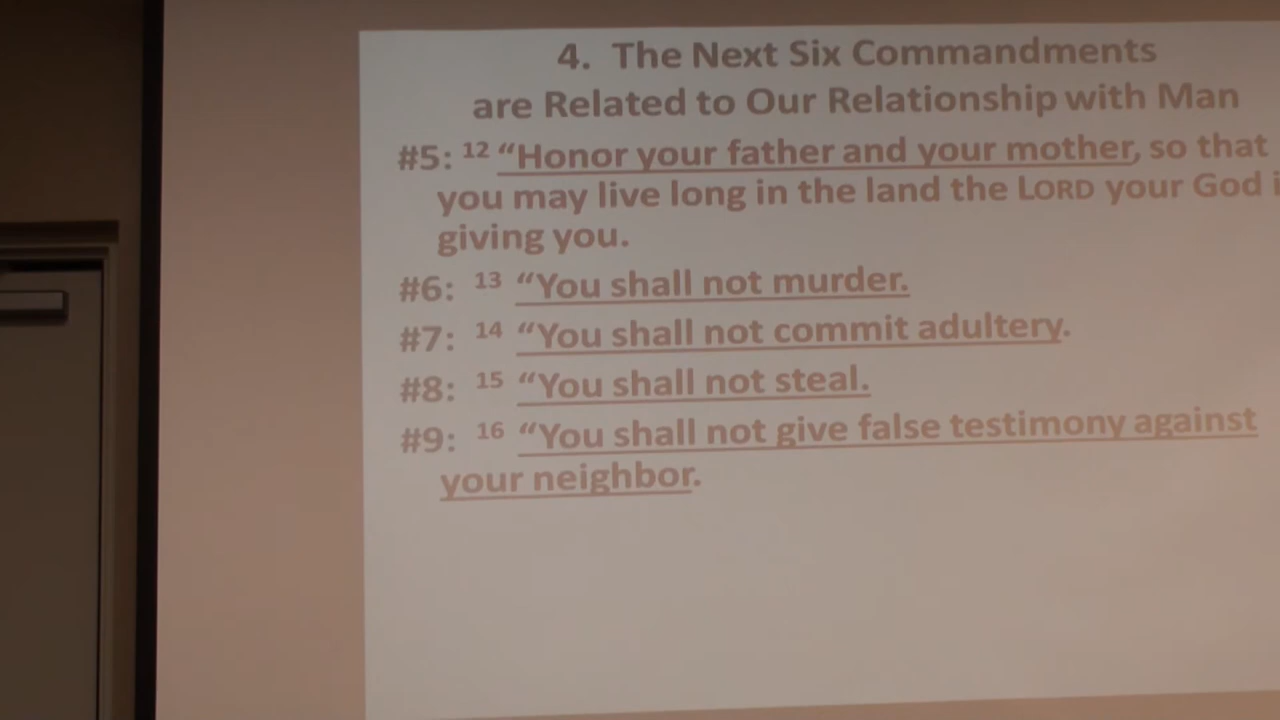 4. The Next Six Commandments
are Related to Our Relationship with Man
#5: 12 “Honor your father and your mother, so that
you may live long in the land the LORD your God
giving you.
#6: 13 “You shall not murder.
#7: 14 “You shall not commit adultery.
#8: 15 “You shall not steal.
#9: 16 “You shall not give false testimony against
your neighbor.